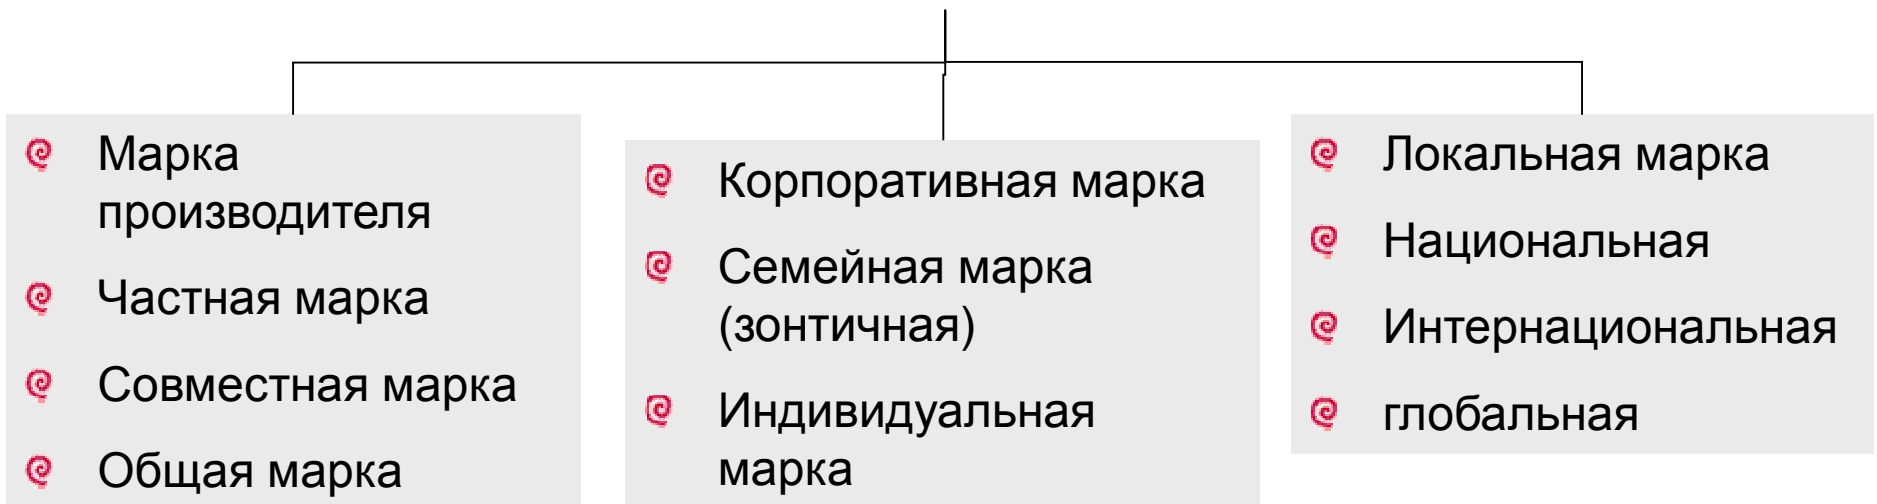 Марка
производителя
Частная марка
Совместная марка
Общая марка
Корпоративная марка
Семейная марка
(зонтичная)
Индивидуальная
марка
Локальная марка
Национальная
Интернациональная
глобальная